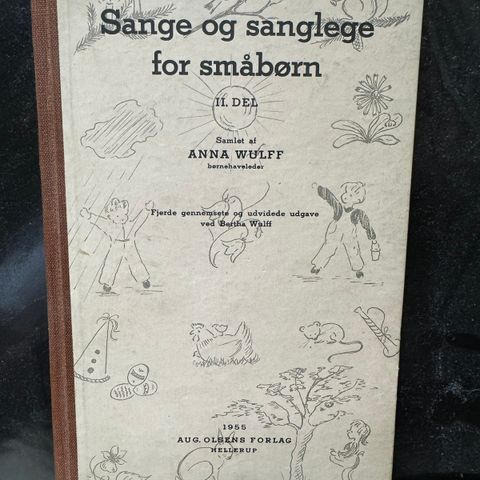 Sange og sanglege
for småbørn
II. DEL
Samlet af
ANNA WULFF
børnehaveleder
Fjerde gennemsete og udvidede udgave
ved Bertha Wulff
1955
AUG. OLSENS FORLAG
HELLERUP